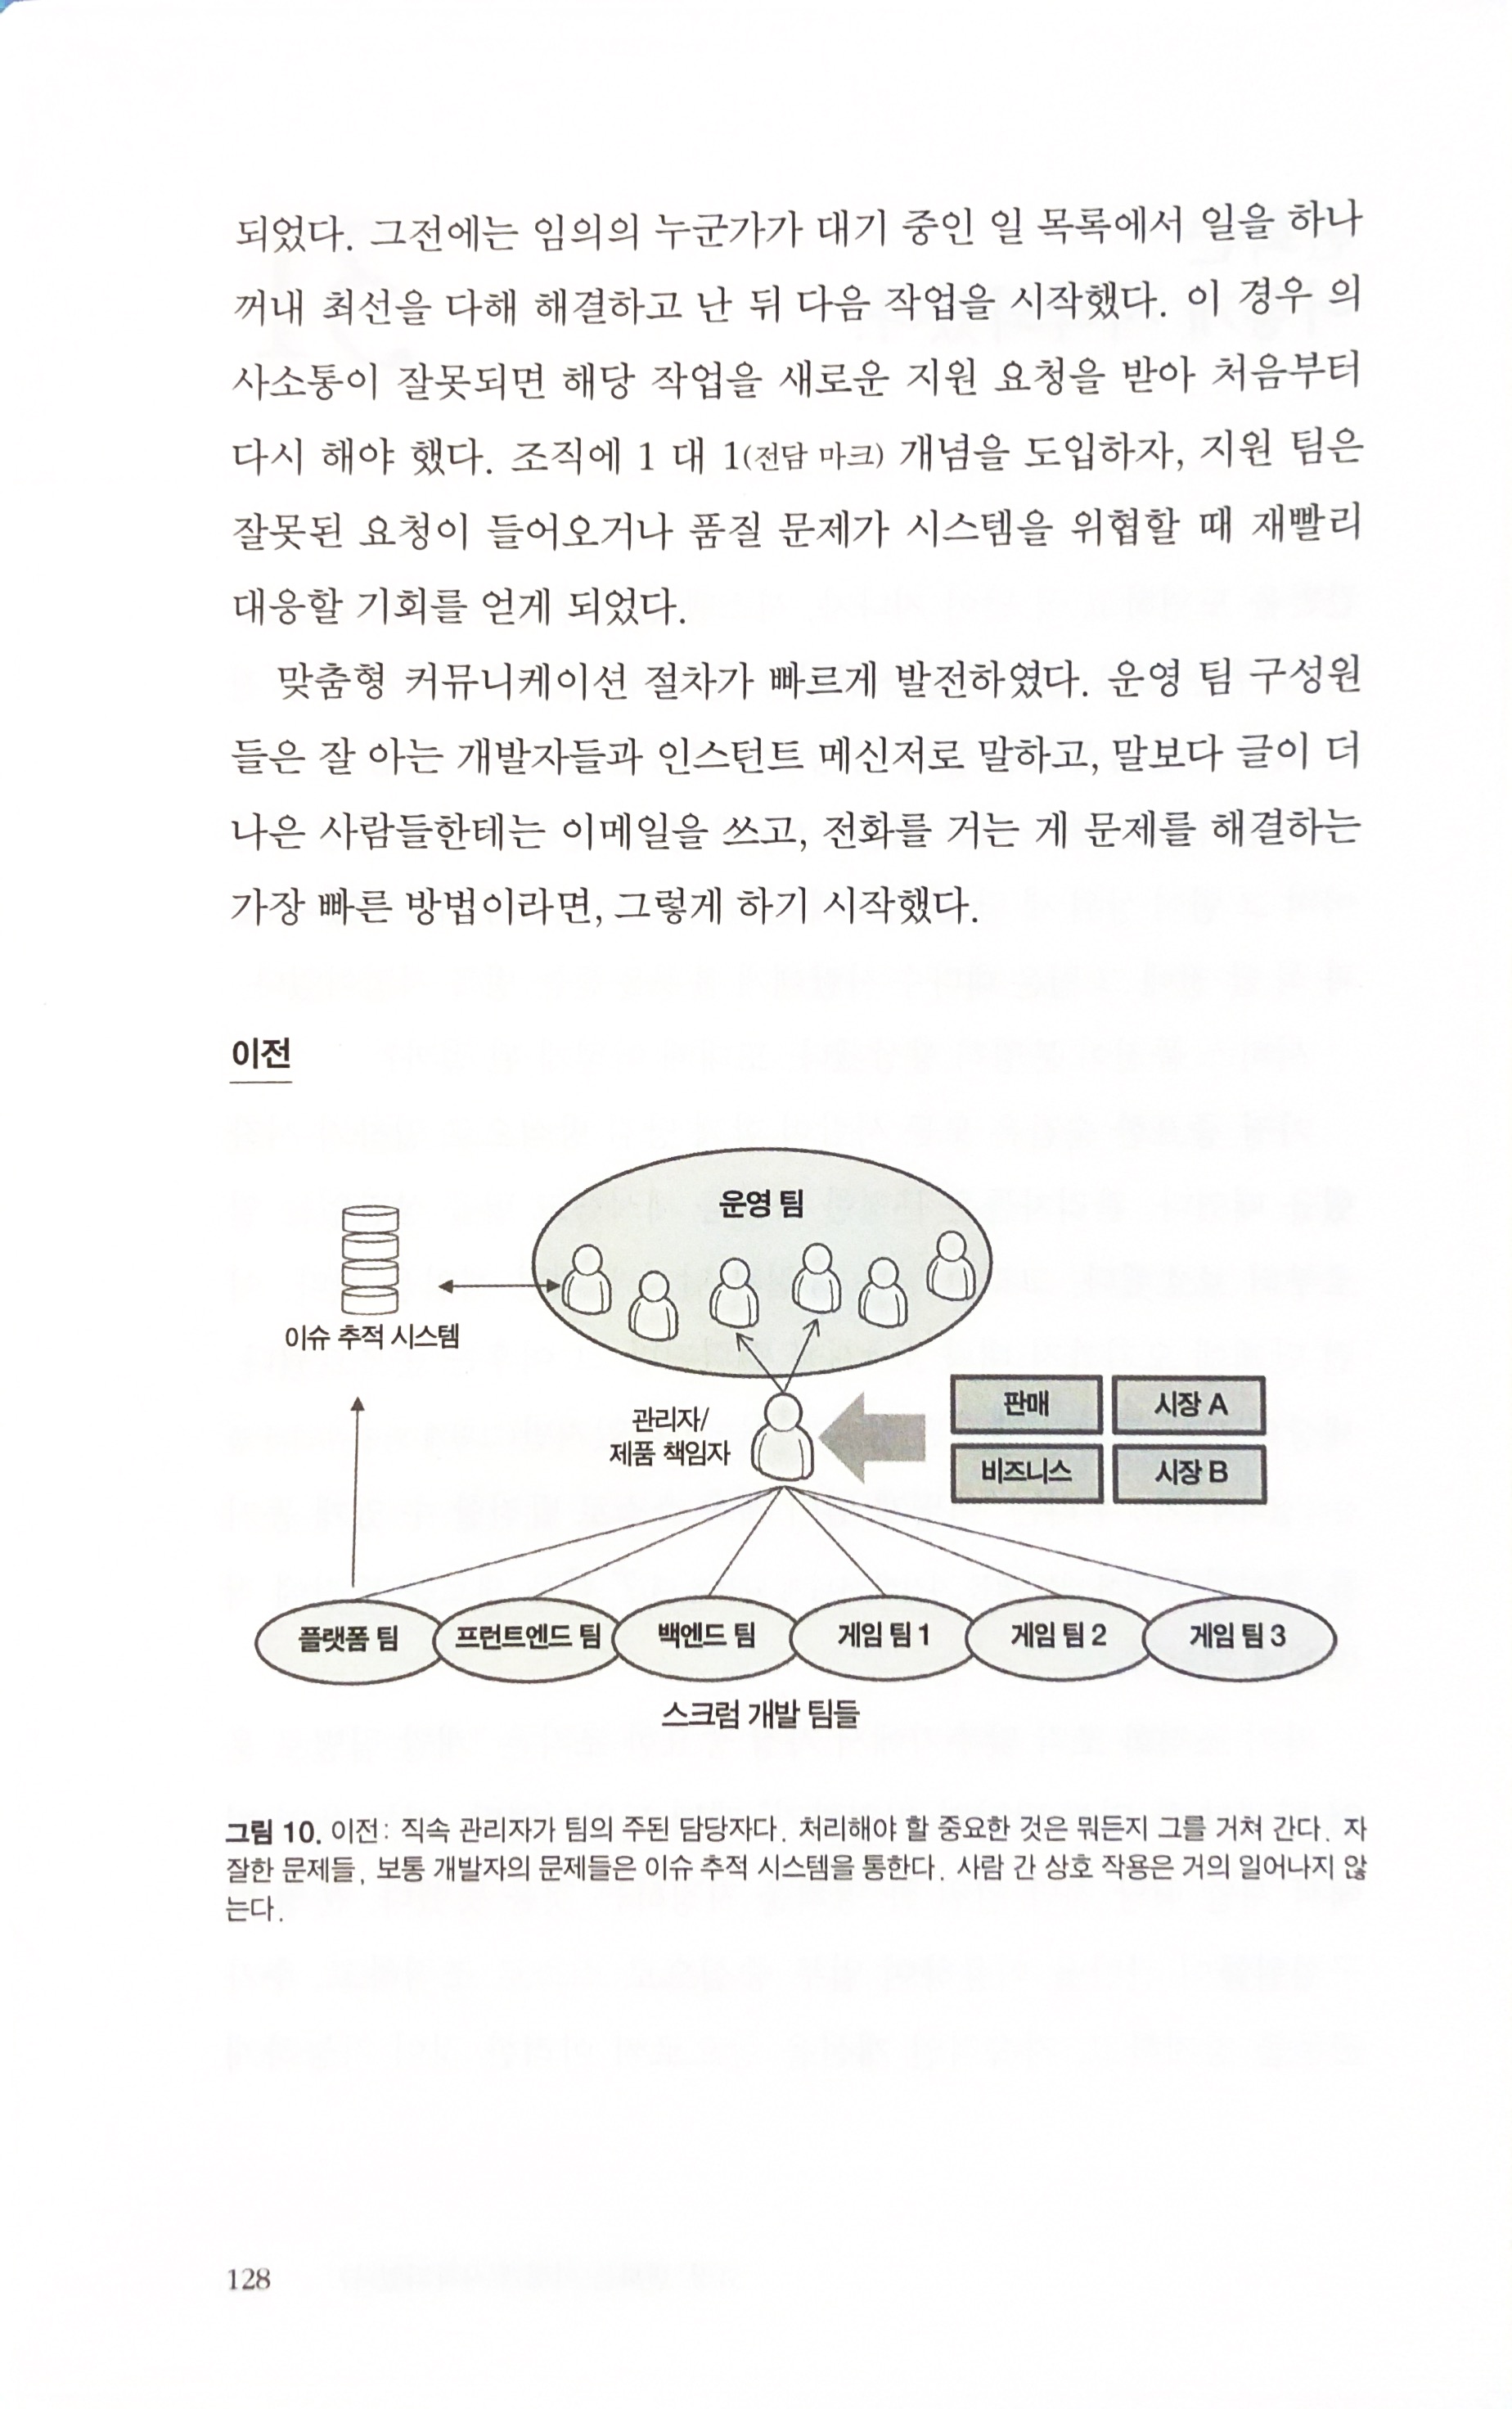 되었다. 그전에는 임의의 누군가가 대기 중인 일 목록에서 일을 하나
꺼내 최선을 다해 해결하고 난 뒤 다음 작업을 시작했다. 이 경우 의
사소통이 잘못되면 해당 작업을 새로운 지원 요청을 받아 처음부터
다시 해야 했다. 조직에 1 대 1(전담 마크) 개념을 도입하자, 지원 팀은
잘못된 요청이 들어오거나 품질 문제가 시스템을 위협할 때 재빨리
대응할 기회를 얻게 되었다.
맞춤형 커뮤니케이션 절차가 빠르게 발전하였다. 운영 팀 구성원
들은 잘 아는 개발자들과 인스턴트 메신저로 말하고, 말보다 글이 더
나은 사람들한테는 이메일을 쓰고, 전화를 거는 게 문제를 해결하는
가장 빠른 방법이라면, 그렇게 하기 시작했다.
이전
운영 팀
이슈 추적 시스템
관리자/
제품 책임자
판매
시장 A
비즈니스
시장 B
플랫폼 팀
프런트엔드 팀
백엔드 팀
게임 팀 1
게임 팀 2
게임 팀 3
스크럼 개발 팀들
그림 10. 이전: 직속 관리자가 팀의 주된 담당자다. 처리해야 할 중요한 것은 뭐든지 그를 거쳐 간다. 자
잘한 문제들, 보통 개발자의 문제들은 이슈 추적 시스템을 통한다. 사람 간 상호 작용은 거의 일어나지 않
는다.
128